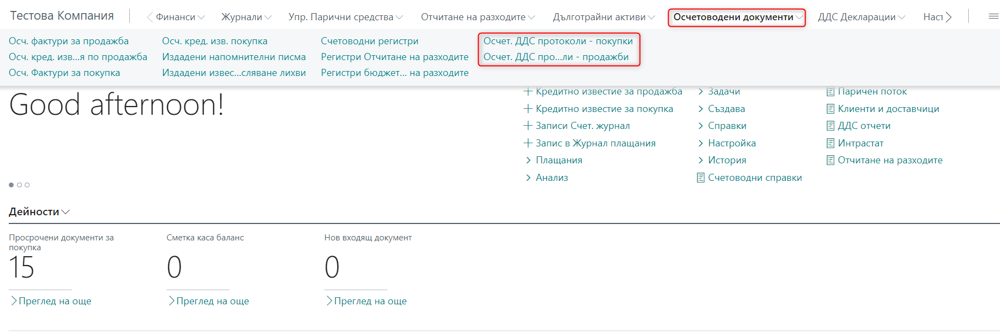 Тестова Компания
Финанси
Журнали
Упр. Парични средства
Отчитане на разходите
Дълготрайни активи
Осчетоводени документи
ДДС Декларации
Наст
Осч. фактури за продажба
Осч. кред. изв. покупка
Счетоводни регистри
Осчет. ДДС протоколи - покупки
Осч. кред. изв...я по продажба
Издадени напомнителни писма
Регистри Отчитане на разходите
Осчет. ДДС про...ли - продажби
Осч. Фактури за покупка
Издадени извес...сляване лихви
Регистри бюджет... на разходите
Good afternoon!
Кредитно известие за продажба
Задачи
Паричен поток
Кредитно известие за покупка
Създава
Клиенти и доставчици
Записи Счет. журнал
Справки
ДДС отчети
Запис в Журнал плащания
Настройка
Интрастат
Плащания
История
Отчитане на разходите
Анализ
Счетоводни справки
Дейности
Просрочени документи за
покупка
Сметка каса баланс
Нов входящ документ
15
0
0
Преглед на още
Преглед на още
Преглед на още